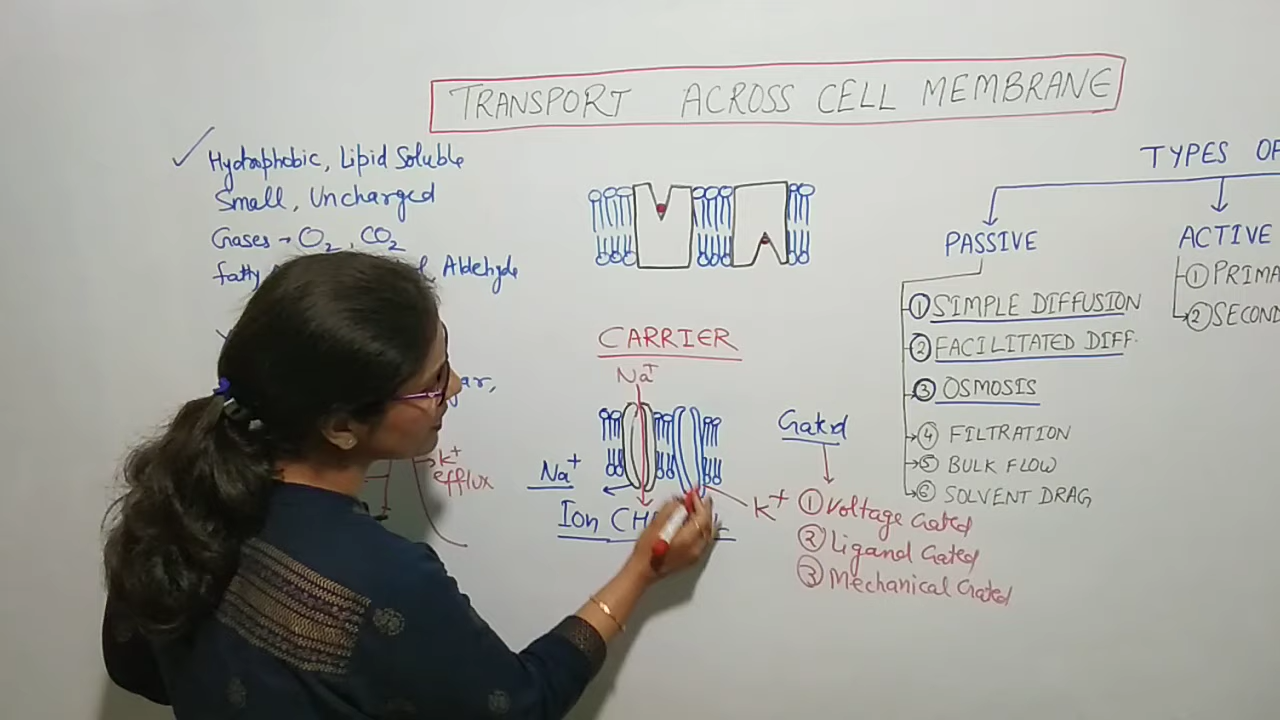 TRANSPORT ACROSS CELL MEMBRANE
Hydrophobic, Lipid Soluble
Small, Uncharged
Gases → O2, CO2
fatty
Aldehyde
K+
efflux
CARRIER
Na+
Na+
K+
Ion
Gated
① Voltage Gated
② Ligand Gated
③ Mechanical Gated
TYPES OF
PASSIVE
① SIMPLE DIFFUSION
② FACILITATED DIFF.
③ OSMOSIS
④ FILTRATION
⑤ BULK FLOW
⑥ SOLVENT DRAG
ACTIVE
① PRIMA
② SECOND